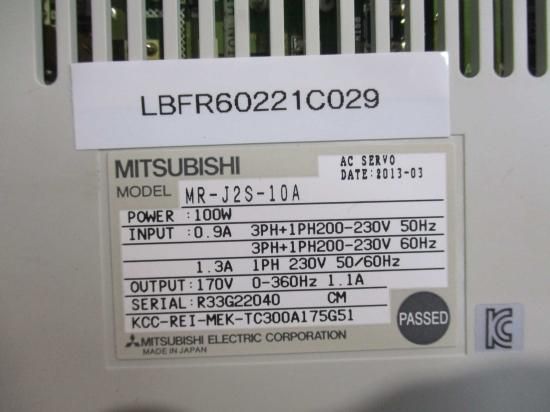 LBFR60221C029
MITSUBISHI
AC SERVO
DATE:2013-03
MODEL MR-J2S-10A
POWER :100W
INPUT :0.9A 3PH+1PH200-230V 50Hz
3PH+1PH200-230V 60Hz
1.3A 1PH 230V 50/60Hz
OUTPUT:170V 0-360Hz 1.1A
SERIAL:R33G22040 CM
KCC-REI-MEK-TC300A175G51
PASSED
MITSUBISHI ELECTRIC CORPORATION
MADE IN JAPAN